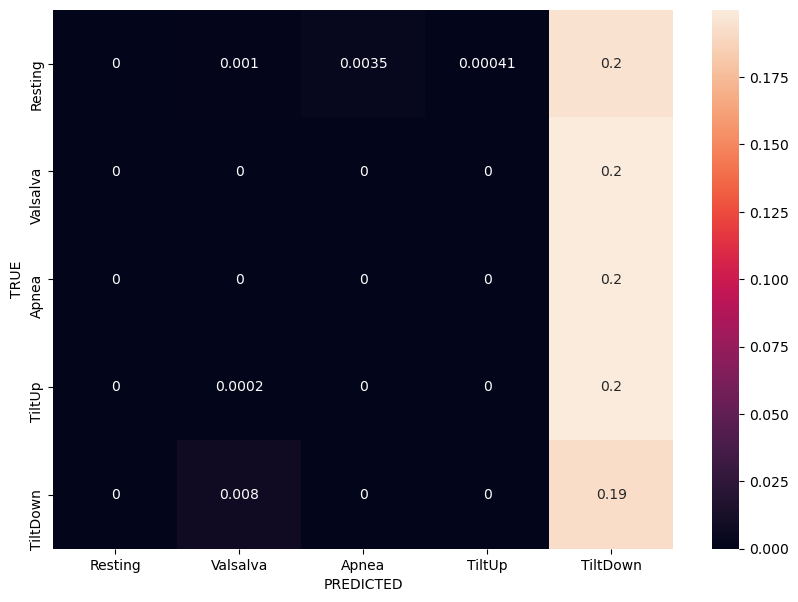 Resting 0 0.001 0.0035 0.00041 0.2
Valsalva 0 0 0 0 0.2
Apnea 0 0 0 0 0.2
TiltUp 0 0.0002 0 0 0.2
TiltDown 0 0.008 0 0 0.19
TRUE
Resting Valsalva Apnea TiltUp TiltDown
PREDICTED
0.175
0.150
0.125
0.100
0.075
0.050
0.025
0.000